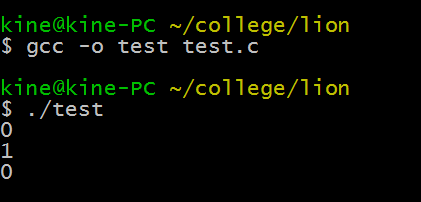 kine@kine-PC ~/college/lion
$ gcc -o test test.c
kine@kine-PC ~/college/lion
$ ./test
0
1
0